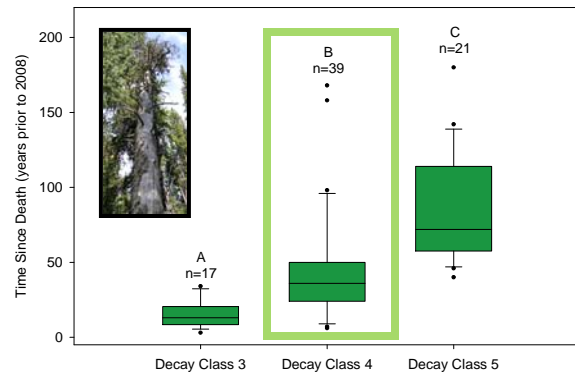 Time Since Death (years prior to 2008)
200
150
100
50
0
A
n=17
B
n=39
C
n=21
Decay Class 3
Decay Class 4
Decay Class 5